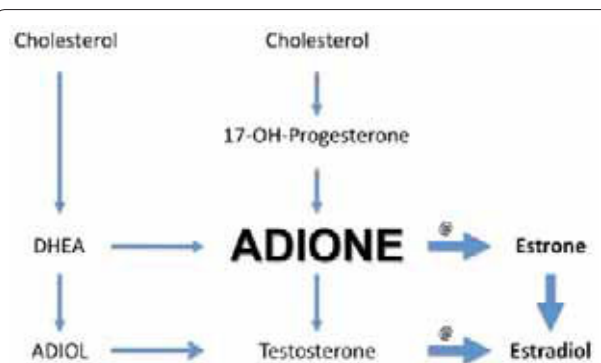 Cholesterol Cholesterol
17-OH-Progesterone
@
DHEA ADIONE Estrone
@
ADIOL Testosterone Estradiol